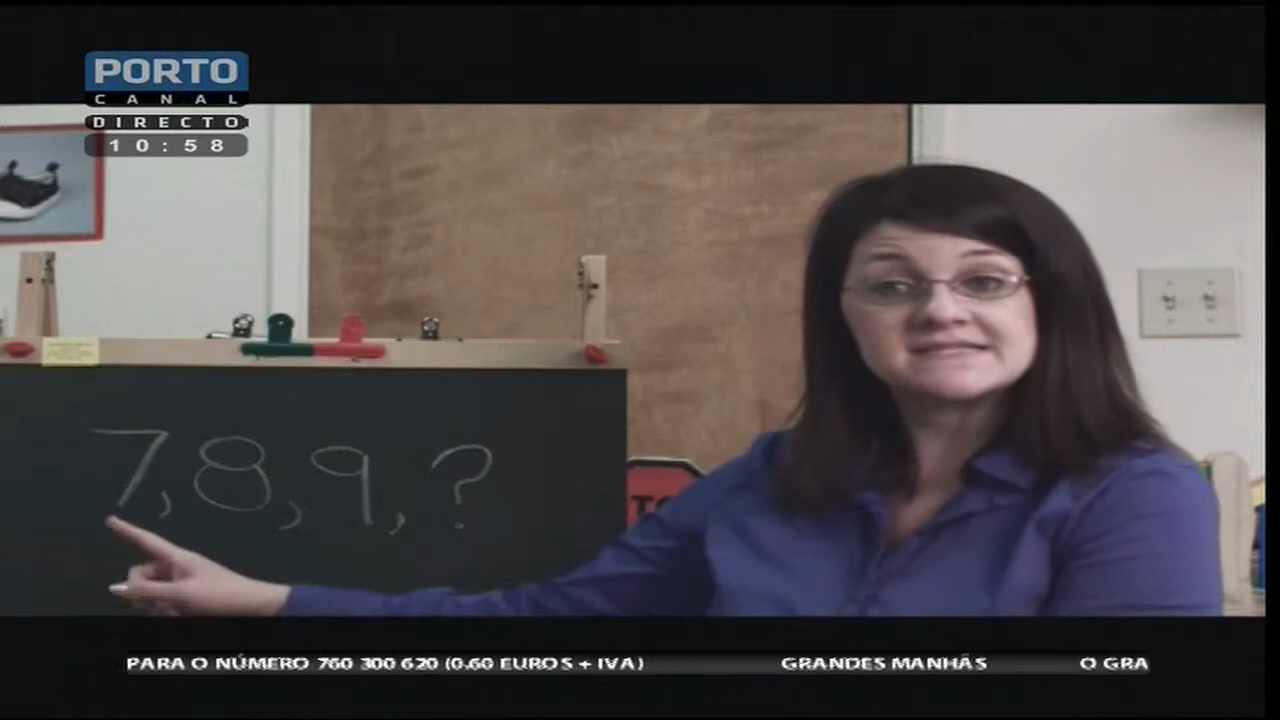 PORTO
CANAL
DIRECTO
10:58
7, 8, 9, ?
PARA O NÚMERO 760 300 620 (0.60 EUROS + IVA) GRANDES MANHÃS O GRA